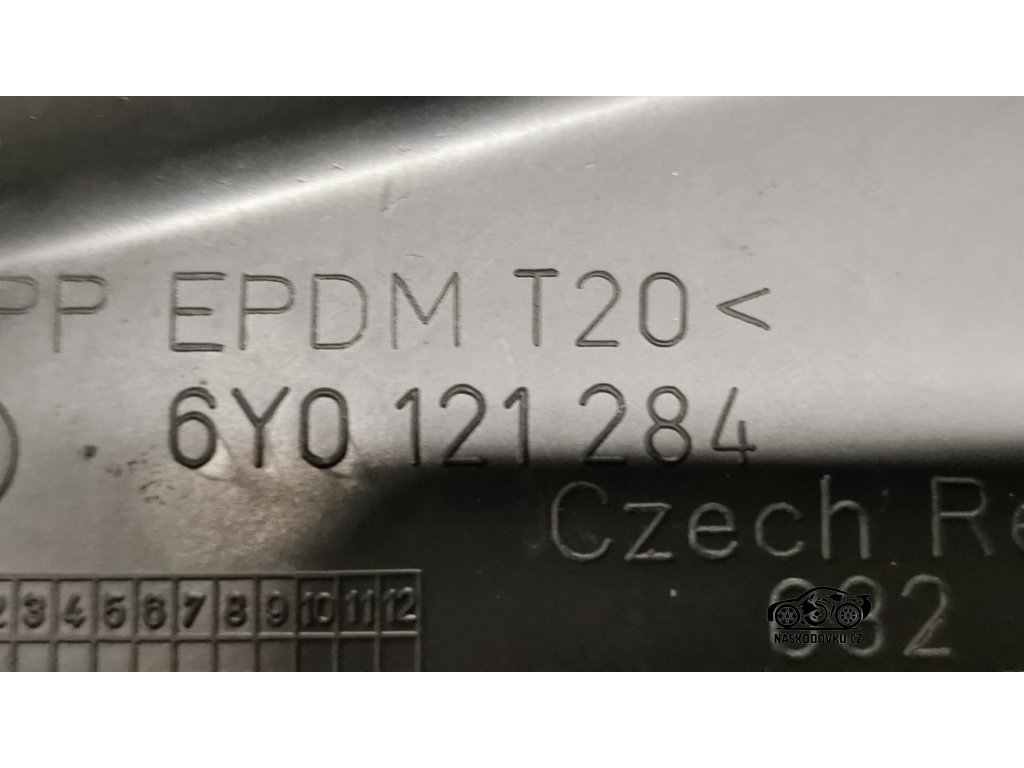 PP EPDM T20<
6Y0 121 284
Czech Re
3 4 5 6 7 8 9 10 11 12
NASKODOVKU.CZ